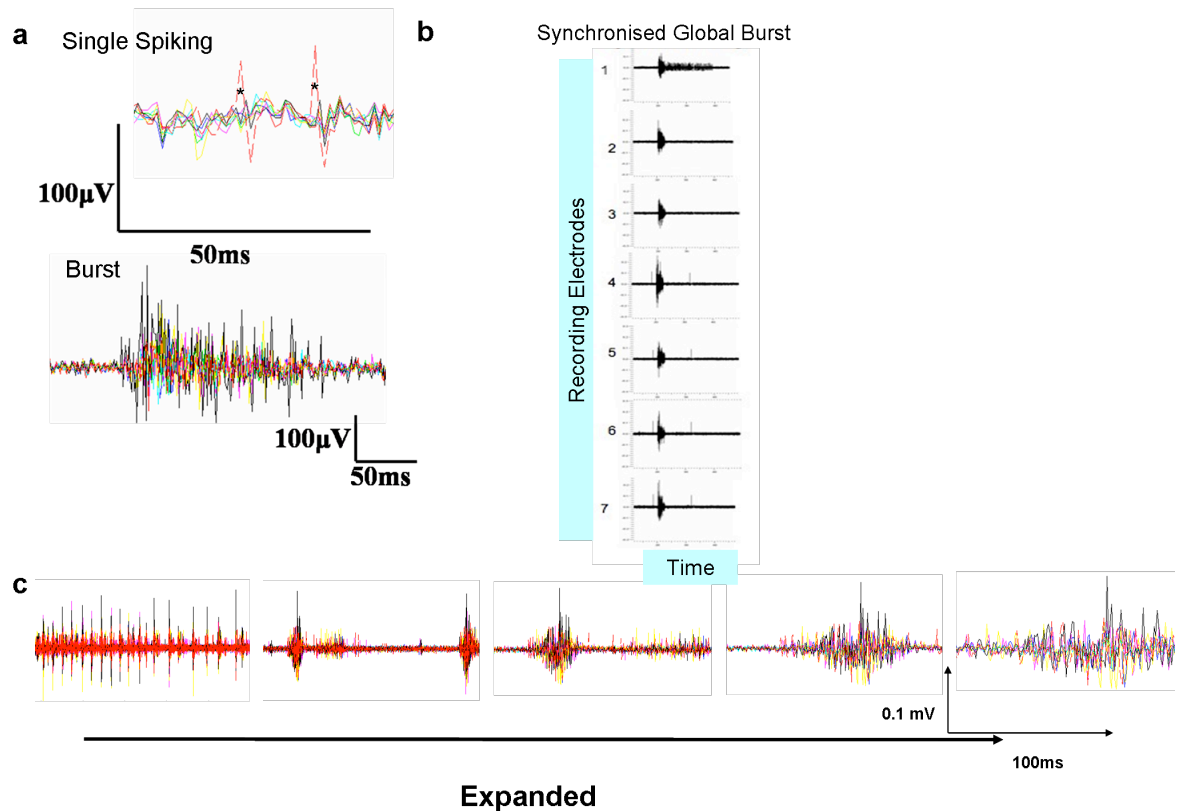 a
Single Spiking
*
*
100µV
50ms
Burst
100µV
50ms
b
Synchronised Global Burst
Recording Electrodes
1
2
3
4
5
6
7
Time
c
0.1 mV
100ms
Expanded